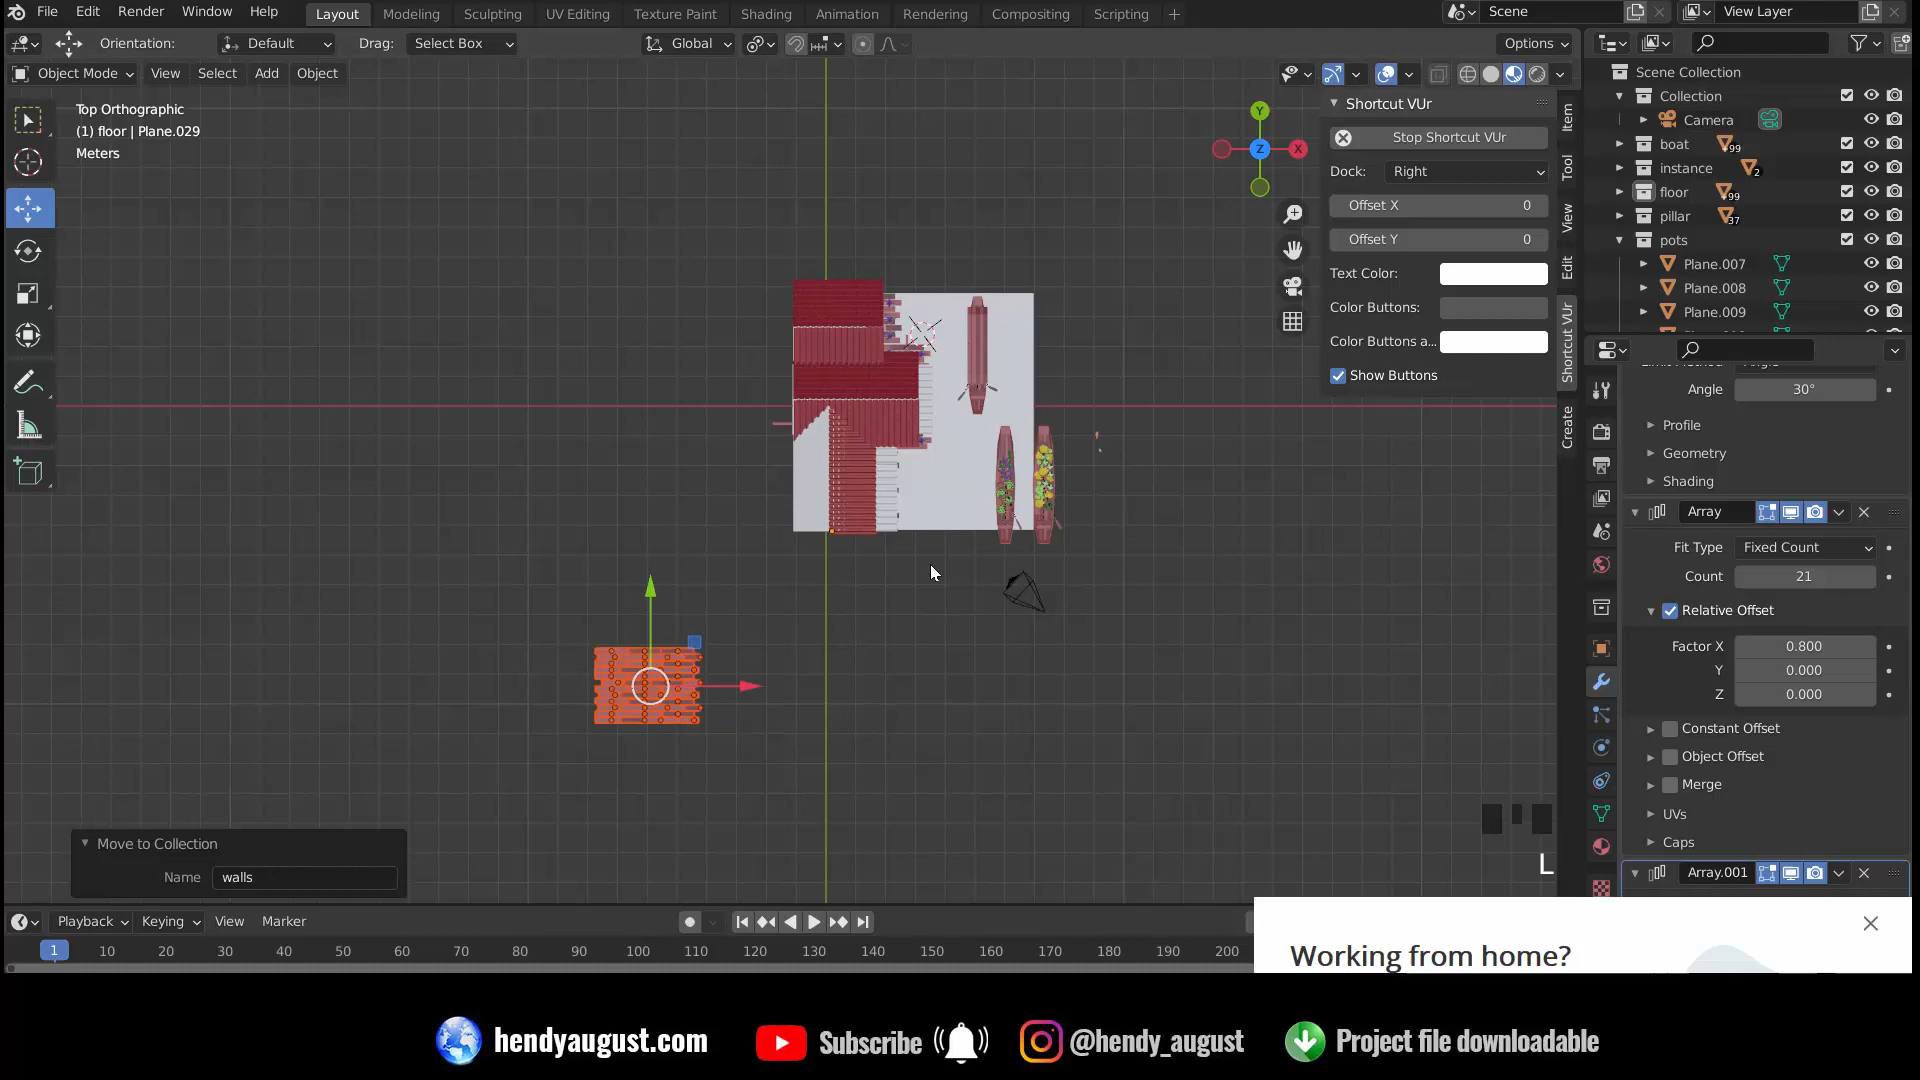 File Edit Render Window Help Layout Modeling Sculpting UV Editing Texture Paint Shading Animation Rendering Compositing Scripting + Scene View Layer
Orientation: Default Drag: Select Box Global Options
Object Mode View Select Add Object
Top Orthographic
(1) floor | Plane.029
Meters
Y
Z
X
Shortcut VUr
Stop Shortcut VUr
Dock: Right
Offset X 0
Offset Y 0
Text Color:
Color Buttons:
Color Buttons a...
Show Buttons
Item
Tool
View
Edit
Shortcut VUr
Create
Scene Collection
Collection
Camera
boat 99
instance 2
floor 99
pillar 37
pots
Plane.007
Plane.008
Plane.009
Angle 30°
Profile
Geometry
Shading
Array
Fit Type Fixed Count
Count 21
Relative Offset
Factor X 0.800
Y 0.000
Z 0.000
Constant Offset
Object Offset
Merge
UVs
Caps
Array.001
Move to Collection
Name walls
L
Playback Keying View Marker
1 10 20 30 40 50 60 70 80 90 100 110 120 130 140 150 160 170 180 190 200
Working from home?
hendyaugust.com Subscribe @hendy_august Project file downloadable